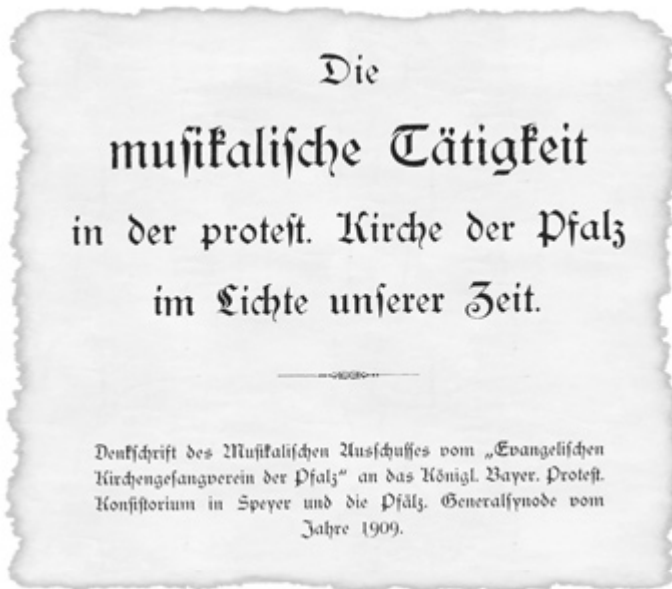 Die
musikalische Tätigkeit
in der protest. Kirche der Pfalz
im Lichte unserer Zeit.
Denkschrift des Musikalischen Ausschusses vom „Evangelischen
Kirchengesangverein der Pfalz“ an das Königl. Bayer. Protest.
Konsistorium in Speyer und die Pfälz. Generalsynode vom
Jahre 1909.